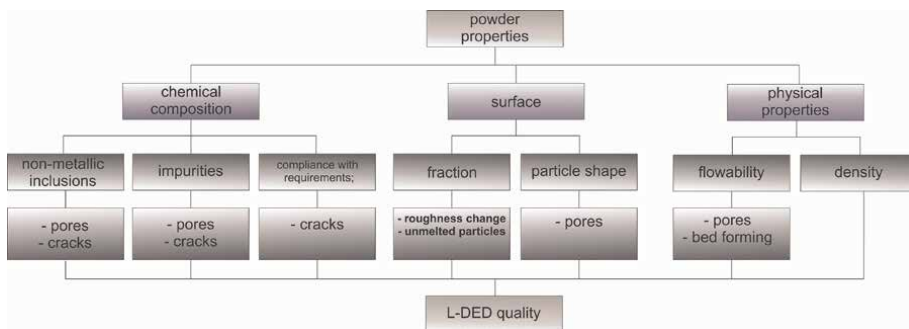 powder
properties
chemical
composition
surface
physical
properties
non-metallic
inclusions
impurities
compliance with
requirements;
fraction
particle shape
flowability
density
- pores
- cracks
- pores
- cracks
- cracks
- roughness change
- unmelted particles
- pores
- pores
- bed forming
L-DED quality